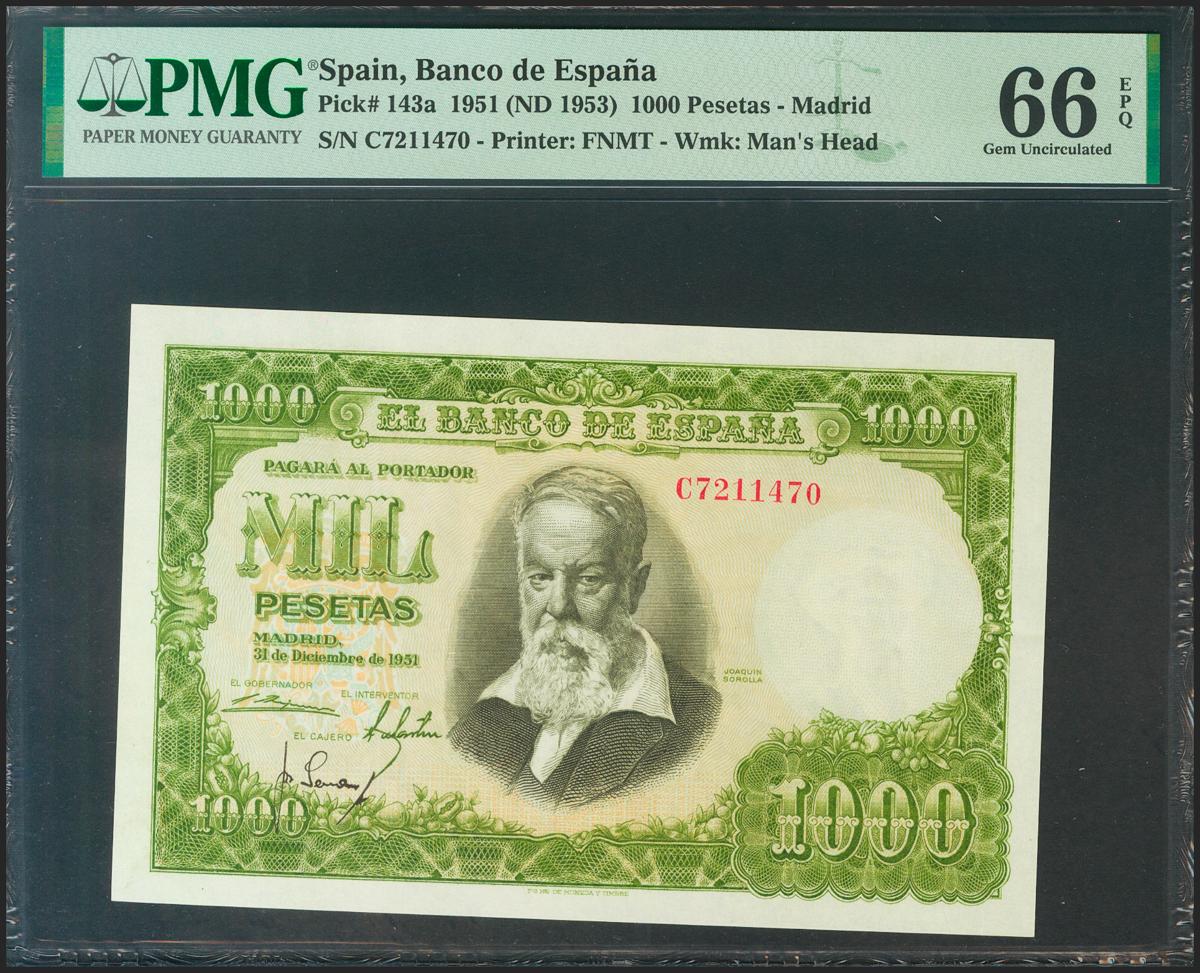 PMG®
PAPER MONEY GUARANTY
Spain, Banco de España
Pick# 143a 1951 (ND 1953) 1000 Pesetas - Madrid
S/N C7211470 - Printer: FNMT - Wmk: Man's Head
66
EPQ
Gem Uncirculated
1000
EL BANCO DE ESPAÑA
1000
PAGARÁ AL PORTADOR
C7211470
MIL
PESETAS
MADRID,
31 de Diciembre de 1951
JOAQUIN
SOROLLA
EL GOBERNADOR
EL INTERVENTOR
EL CAJERO
1000
1000